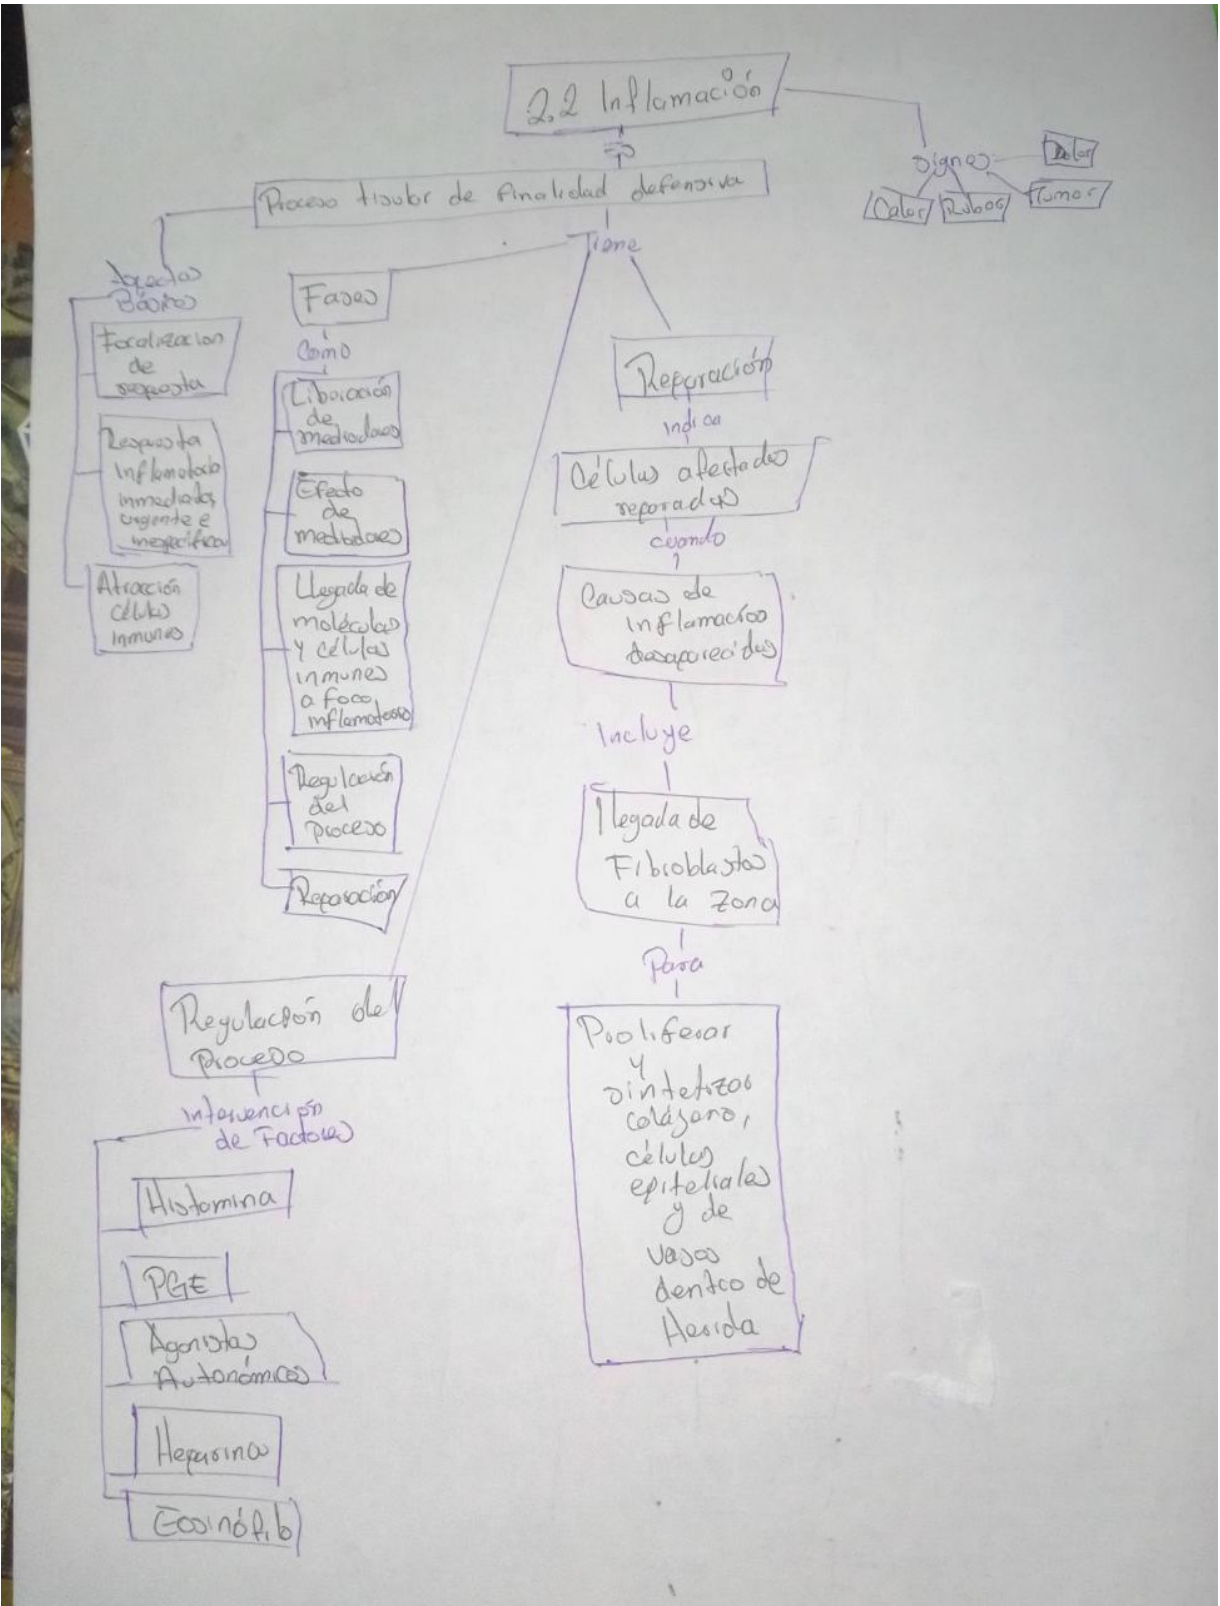 2.2 Inflamación
es
Proceso tisular de finalidad defensiva
Signos
Dolor
Calor
Rubor
Tumor
Tiene
Aspectos
Básicos
Focalizacion
de
respuesta
Respuesta
Inflamatoria
inmediata,
urgente e
inespecífica
Atracción
células
inmunes
Fases
Como
Liberación
de
mediadores
Efecto
de
mediadores
Llegada de
moléculas
y células
inmunes
a foco
inflamatorio
Regulación
del
proceso
Reparación
Reparación
indica
Células afectadas
reparadas
cuando
Causas de
inflamación
desaparecidas
Incluye
llegada de
Fibroblastos
a la zona
Para
Proliferar
y
sintetizar
colágeno,
células
epiteliales
y de
vasos
dentro de
Herida
Regulación del
proceso
intervención
de Factores
Histamina
PGE
Agonistas
Autonómicos
Heparina
Eosinófilo